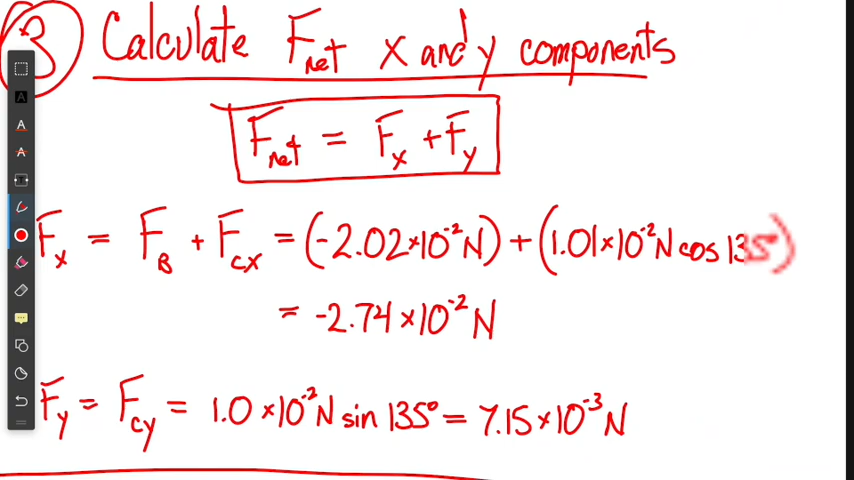 3 Calculate Fnet x and y components
Fnet = Fx + Fy
Fx = FB + FCX = (-2.02×10⁻²N) + (1.01×10⁻²N cos 135)
= -2.74×10⁻²N
Fy = Fcy = 1.0×10⁻²N sin 135° = 7.15×10⁻³N